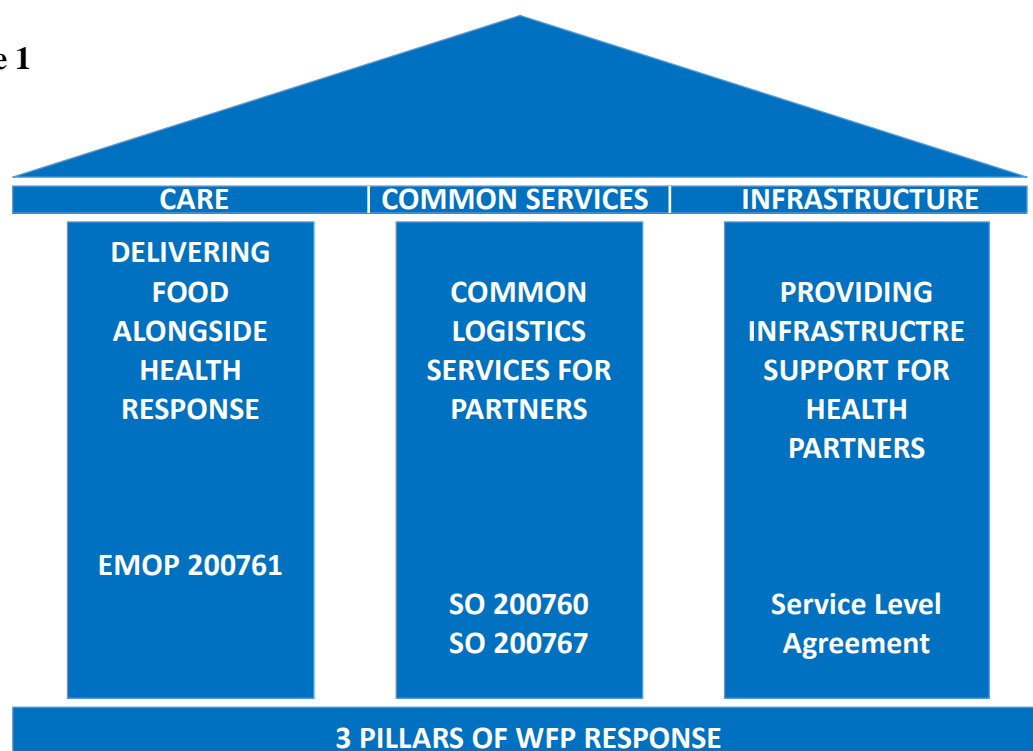 e 1
CARE
COMMON SERVICES
INFRASTRUCTURE
DELIVERING
FOOD
ALONGSIDE
HEALTH
RESPONSE
EMOP 200761
COMMON
LOGISTICS
SERVICES FOR
PARTNERS
SO 200760
SO 200767
PROVIDING
INFRASTRUCTRE
SUPPORT FOR
HEALTH
PARTNERS
Service Level
Agreement
3 PILLARS OF WFP RESPONSE